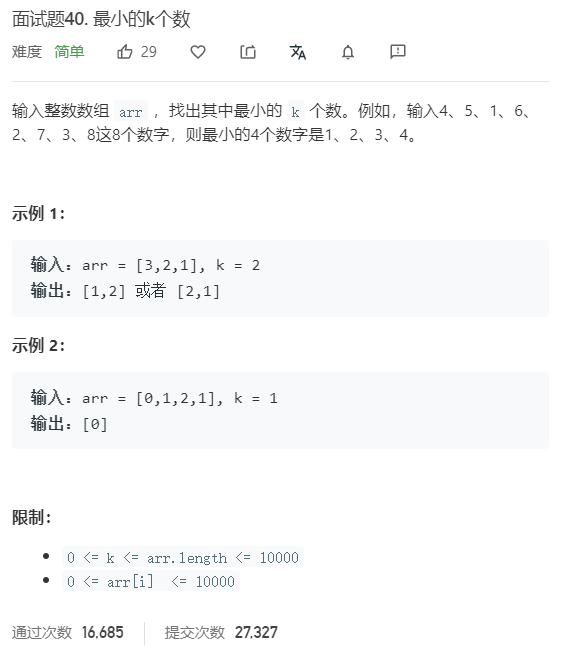 面试题40. 最小的k个数
难度 简单 29
输入整数数组 arr ，找出其中最小的 k 个数。例如，输入4、5、1、6、
2、7、3、8这8个数字，则最小的4个数字是1、2、3、4。
示例 1：
输入：arr = [3,2,1], k = 2
输出：[1,2] 或者 [2,1]
示例 2：
输入：arr = [0,1,2,1], k = 1
输出：[0]
限制：
0 <= k <= arr.length <= 10000
0 <= arr[i] <= 10000
通过次数 16,685 提交次数 27,327